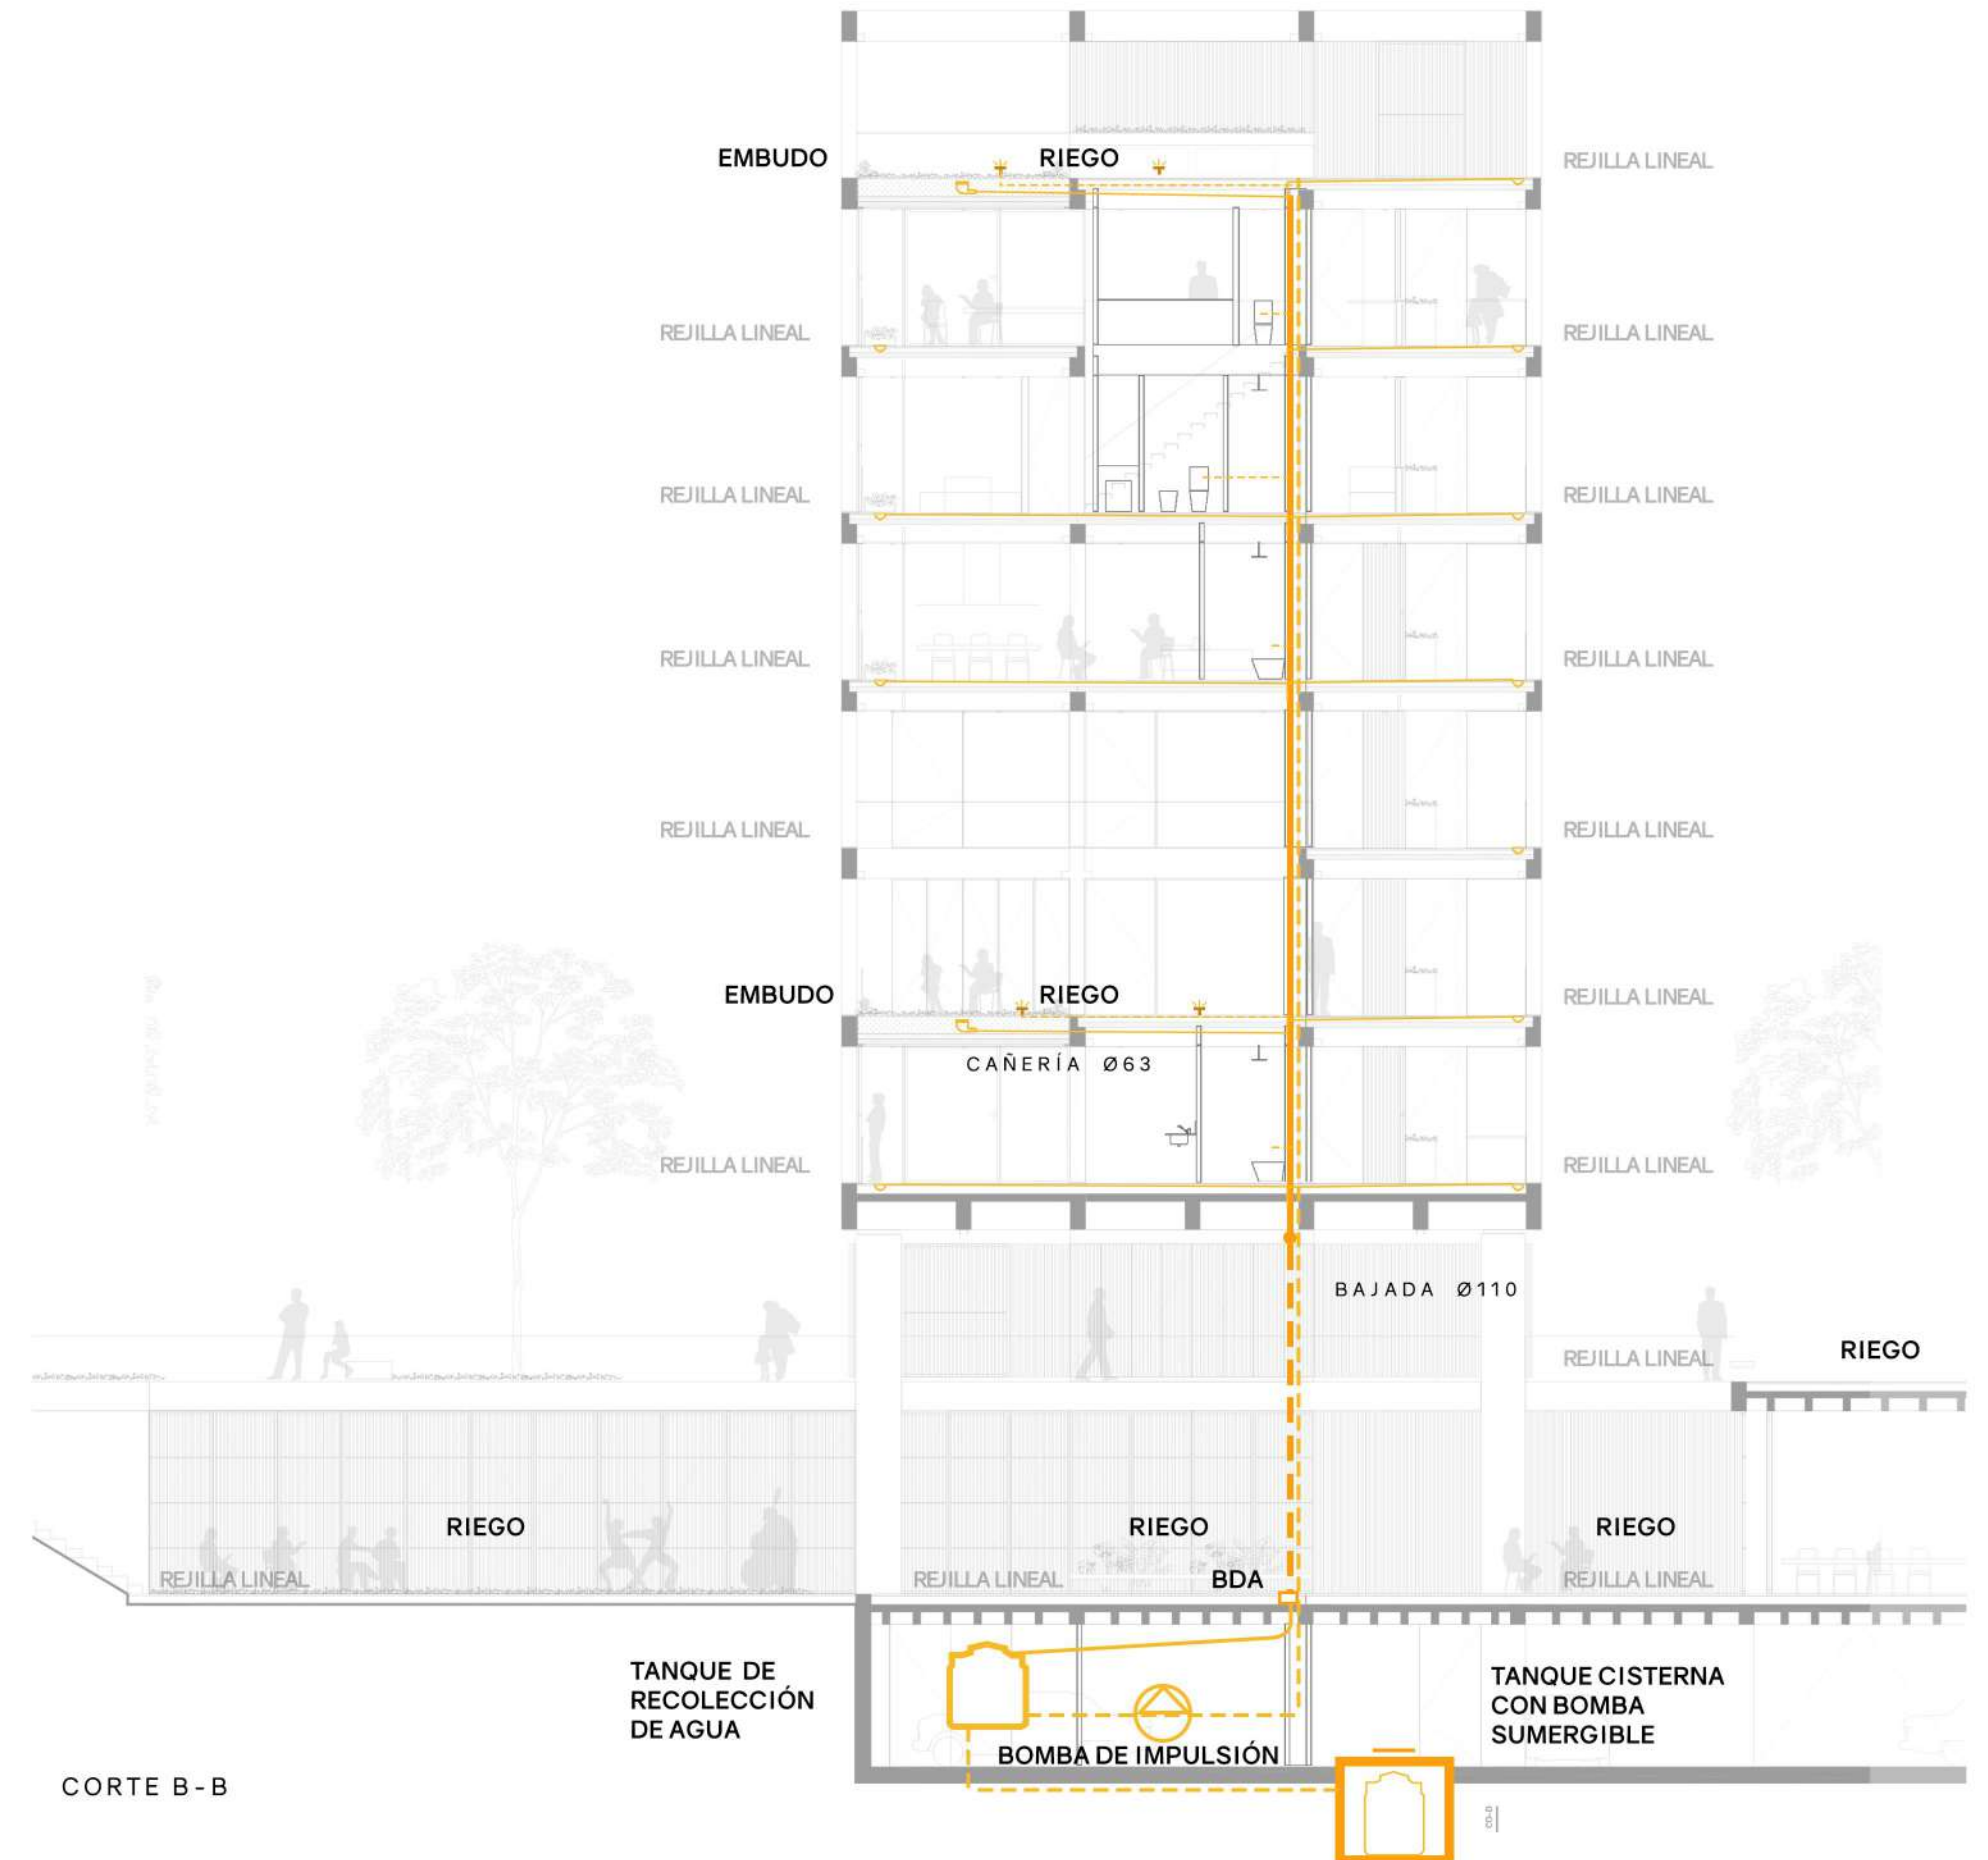 EMBUDO
RIEGO
REJILLA LINEAL
REJILLA LINEAL
REJILLA LINEAL
REJILLA LINEAL
REJILLA LINEAL
REJILLA LINEAL
REJILLA LINEAL
REJILLA LINEAL
REJILLA LINEAL
EMBUDO
RIEGO
REJILLA LINEAL
CAÑERÍA Ø63
REJILLA LINEAL
REJILLA LINEAL
BAJADA Ø110
REJILLA LINEAL
RIEGO
RIEGO
RIEGO
RIEGO
REJILLA LINEAL
REJILLA LINEAL
BDA
REJILLA LINEAL
TANQUE DE
RECOLECCIÓN
DE AGUA
TANQUE CISTERNA
CON BOMBA
SUMERGIBLE
BOMBA DE IMPULSIÓN
CORTE B-B